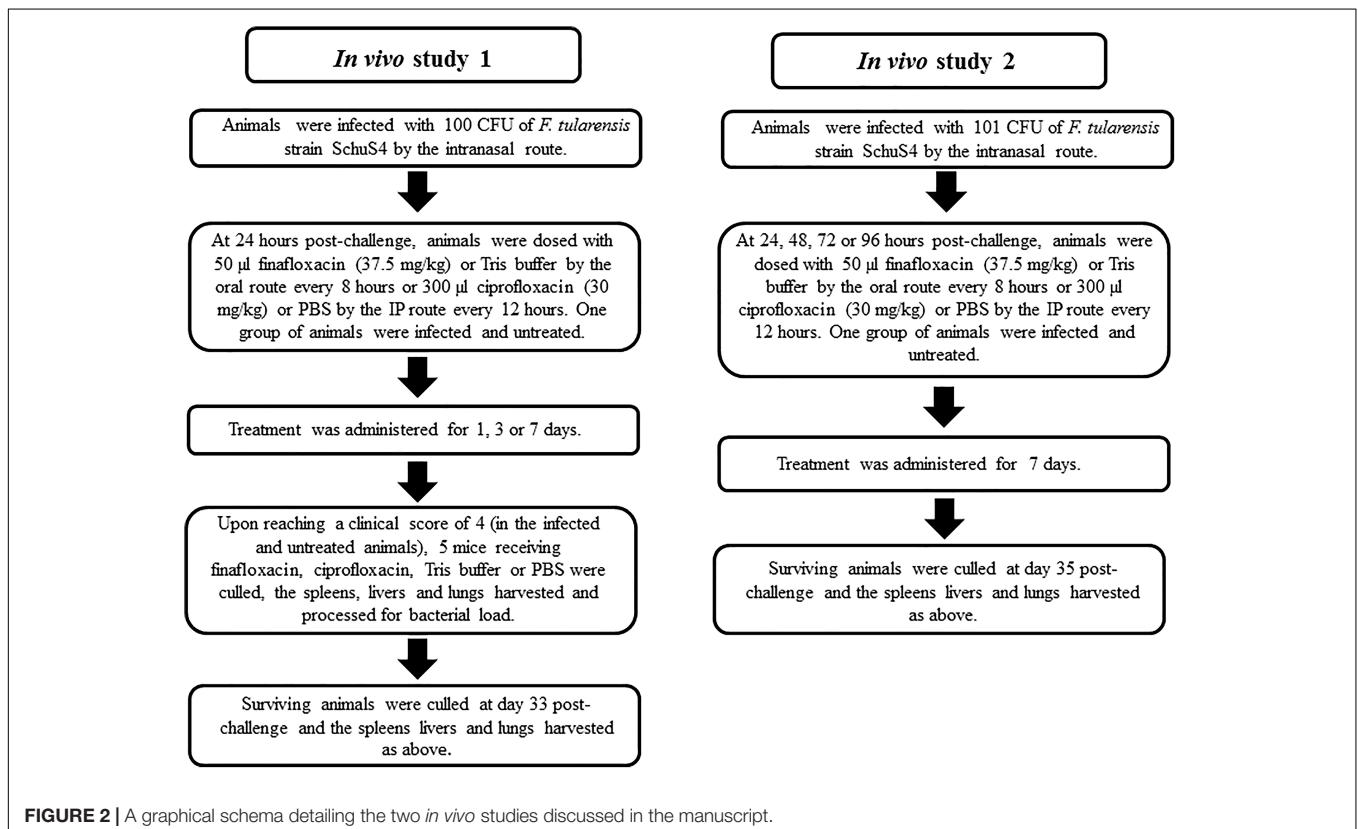 In vivo study 1
Animals were infected with 100 CFU of F. tularensis
strain SchuS4 by the intranasal route.
At 24 hours post-challenge, animals were dosed with
50 µl finafloxacin (37.5 mg/kg) or Tris buffer by the
oral route every 8 hours or 300 µl ciprofloxacin (30
mg/kg) or PBS by the IP route every 12 hours. One
group of animals were infected and untreated.
Treatment was administered for 1, 3 or 7 days.
Upon reaching a clinical score of 4 (in the infected
and untreated animals), 5 mice receiving
finafloxacin, ciprofloxacin, Tris buffer or PBS were
culled, the spleens, livers and lungs harvested and
processed for bacterial load.
Surviving animals were culled at day 33 post-
challenge and the spleens livers and lungs harvested
as above.
In vivo study 2
Animals were infected with 101 CFU of F. tularensis
strain SchuS4 by the intranasal route.
At 24, 48, 72 or 96 hours post-challenge, animals were
dosed with 50 µl finafloxacin (37.5 mg/kg) or Tris
buffer by the oral route every 8 hours or 300 µl
ciprofloxacin (30 mg/kg) or PBS by the IP route every
12 hours. One group of animals were infected and
untreated.
Treatment was administered for 7 days.
Surviving animals were culled at day 35 post-
challenge and the spleens livers and lungs harvested
as above.
FIGURE 2 | A graphical schema detailing the two in vivo studies discussed in the manuscript.